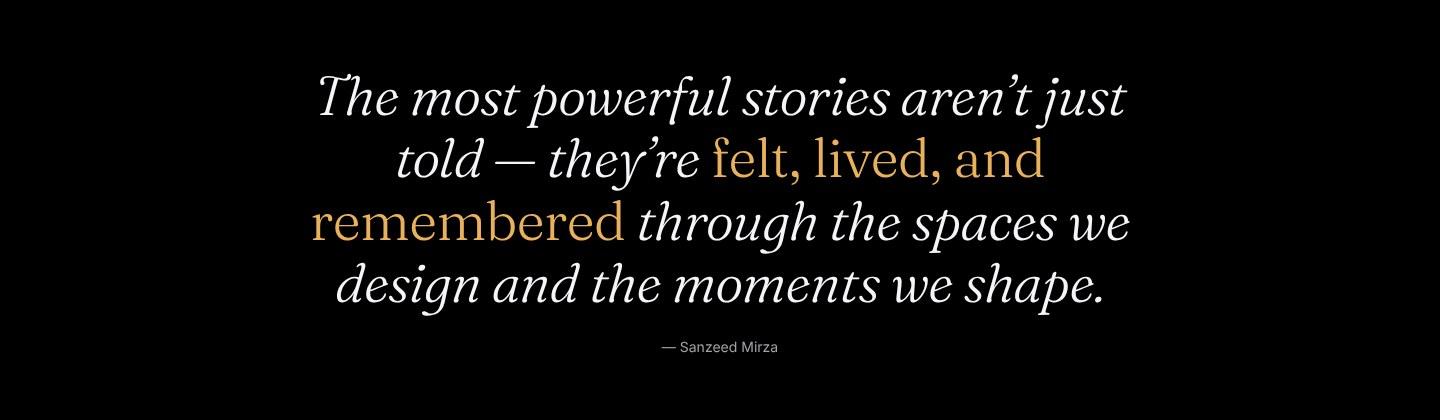 The most powerful stories aren’t just
told — they’re felt, lived, and
remembered through the spaces we
design and the moments we shape.
— Sanzeed Mirza